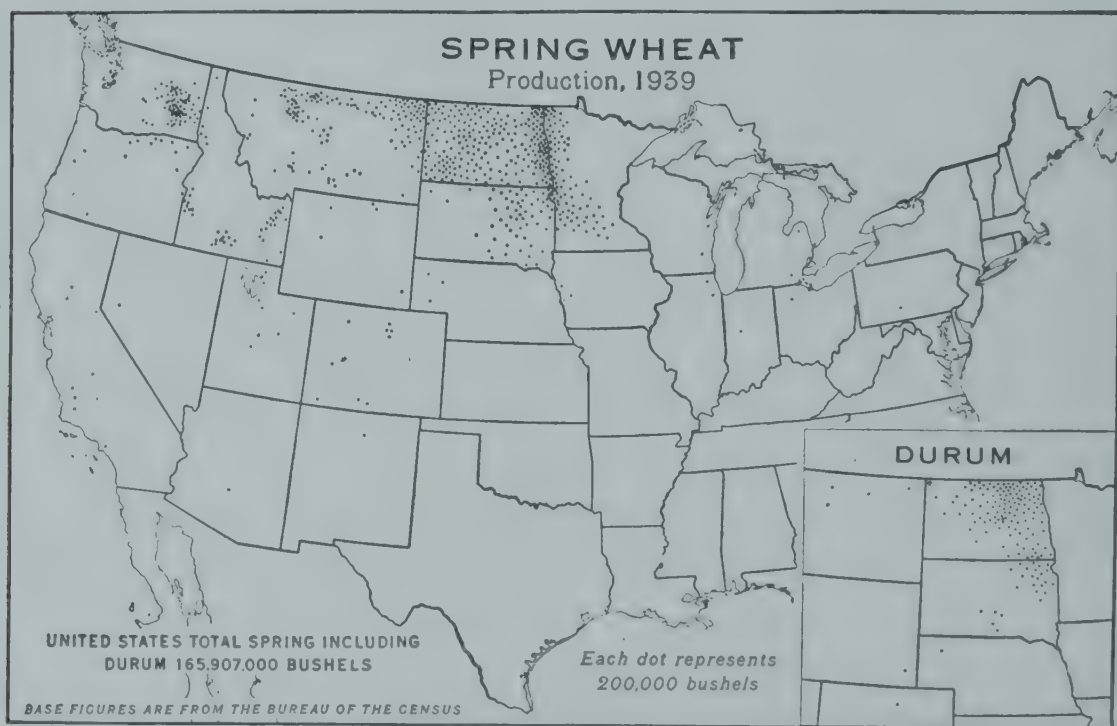 SPRING WHEAT
Production, 1939
DURUM
UNITED STATES TOTAL SPRING INCLUDING
DURUM 165,907,000 BUSHELS
Each dot represents
200,000 bushels
BASE FIGURES ARE FROM THE BUREAU OF THE CENSUS